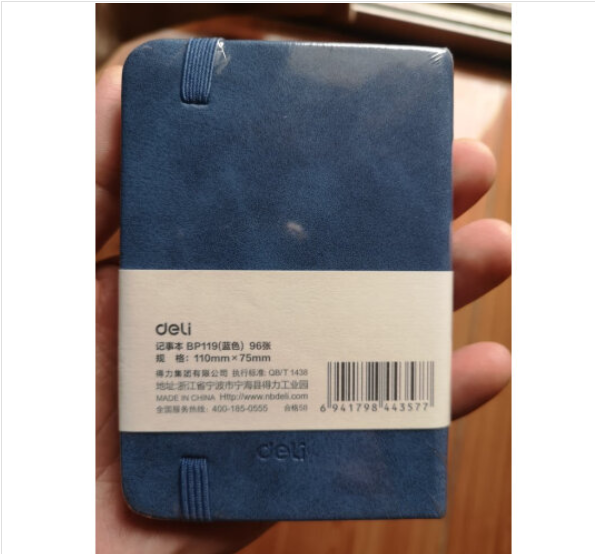 deli
记事本 BP119(蓝色) 96张
规 格: 110mm×75mm
得力集团有限公司 执行标准: GB/T 1438
地址:浙江省宁波市宁海县得力工业园
MADE IN CHINA Http://www.nbdeli.com
全国服务热线: 400-185-0555 合格58
6 941798 443577
deli